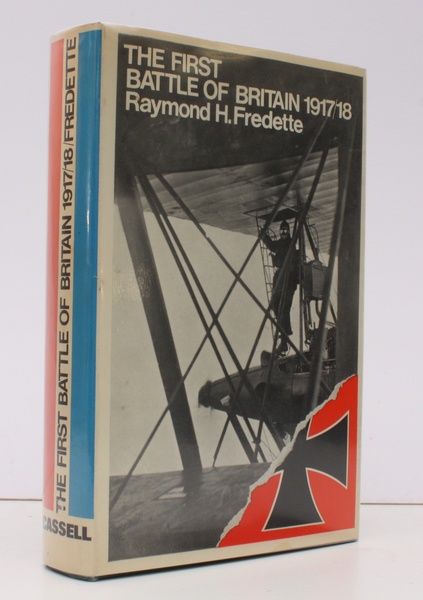 THE FIRST
BATTLE OF BRITAIN 1917/18
Raymond H. Fredette
THE FIRST BATTLE OF BRITAIN 1917/18/FREDETTE
CASSELL